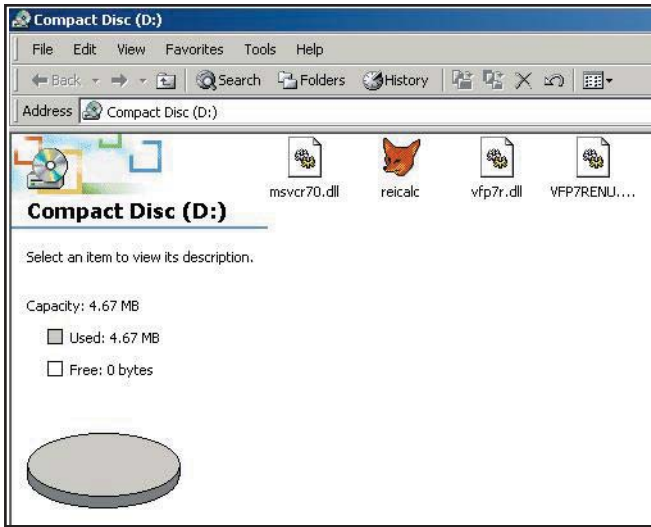 Compact Disc (D:)
File Edit View Favorites Tools Help
Back Search Folders History
Address Compact Disc (D:)
msvcr70.dll reicalc vfp7r.dll VFP7RENU....
Compact Disc (D:)
Select an item to view its description.
Capacity: 4.67 MB
Used: 4.67 MB
Free: 0 bytes